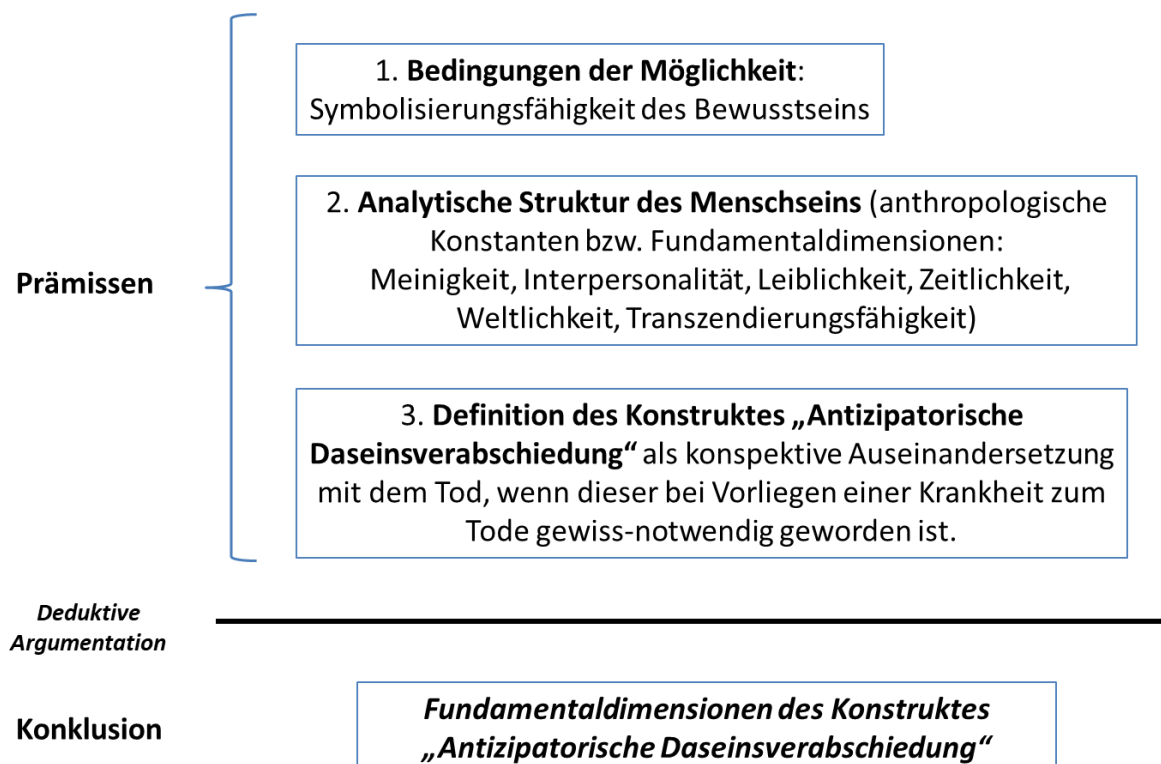 1. Bedingungen der Möglichkeit:
Symbolisierungsfähigkeit des Bewusstseins
2. Analytische Struktur des Menschseins (anthropologische
Konstanten bzw. Fundamentaldimensionen:
Meinigkeit, Interpersonalität, Leiblichkeit, Zeitlichkeit,
Weltlichkeit, Transzendierungsfähigkeit)
Prämissen
3. Definition des Konstruktes „Antizipatorische
Daseinsverabschiedung“ als konspektive Auseinandersetzung
mit dem Tod, wenn dieser bei Vorliegen einer Krankheit zum
Tode gewiss-notwendig geworden ist.
Deduktive
Argumentation
Konklusion
Fundamentaldimensionen des Konstruktes
„Antizipatorische Daseinsverabschiedung“